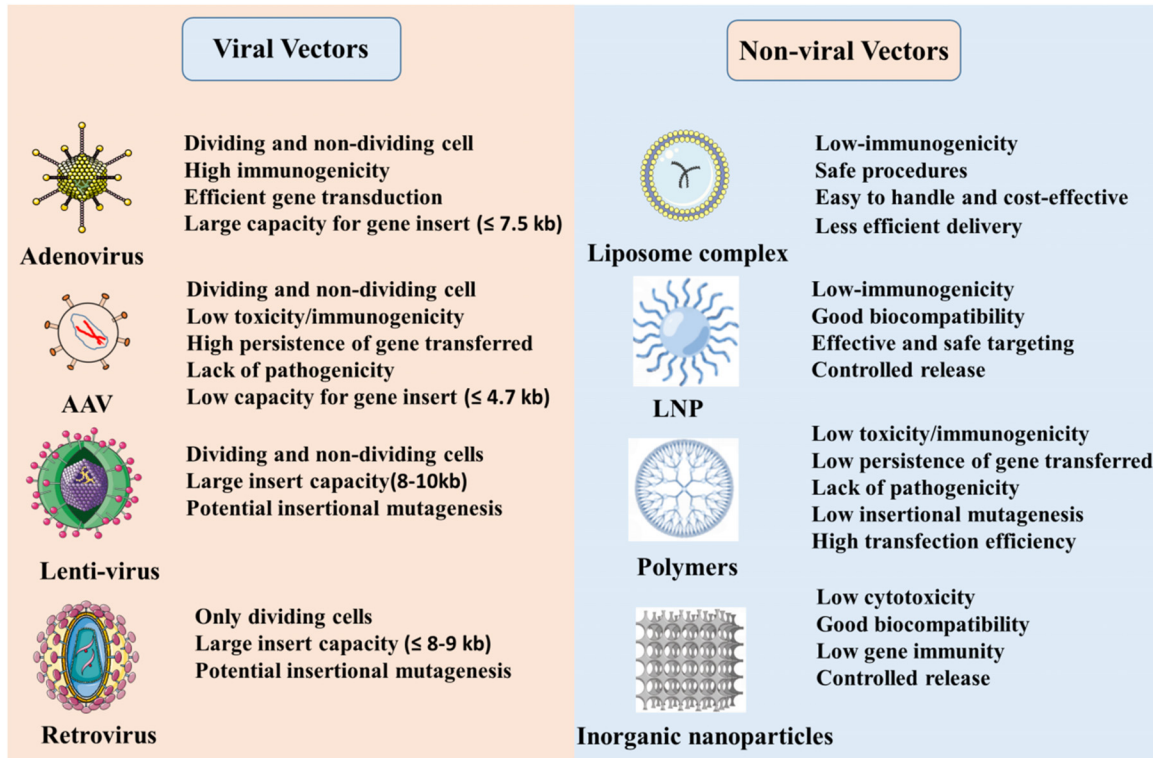 Viral Vectors
Dividing and non-dividing cell
High immunogenicity
Efficient gene transduction
Large capacity for gene insert (≤ 7.5 kb)
Adenovirus
Dividing and non-dividing cell
Low toxicity/immunogenicity
High persistence of gene transferred
Lack of pathogenicity
Low capacity for gene insert (≤ 4.7 kb)
AAV
Dividing and non-dividing cells
Large insert capacity(8-10kb)
Potential insertional mutagenesis
Lenti-virus
Only dividing cells
Large insert capacity (≤ 8-9 kb)
Potential insertional mutagenesis
Retrovirus
Non-viral Vectors
Low-immunogenicity
Safe procedures
Easy to handle and cost-effective
Less efficient delivery
Liposome complex
Low-immunogenicity
Good biocompatibility
Effective and safe targeting
Controlled release
LNP
Low toxicity/immunogenicity
Low persistence of gene transferred
Lack of pathogenicity
Low insertional mutagenesis
High transfection efficiency
Polymers
Low cytotoxicity
Good biocompatibility
Low gene immunity
Controlled release
Inorganic nanoparticles